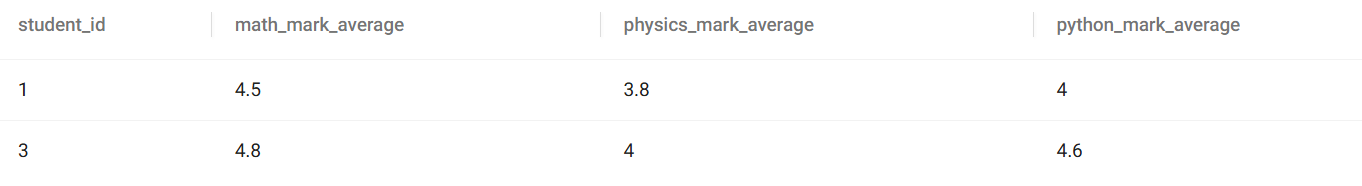 student_id math_mark_average physics_mark_average python_mark_average
1 4.5 3.8 4
3 4.8 4 4.6